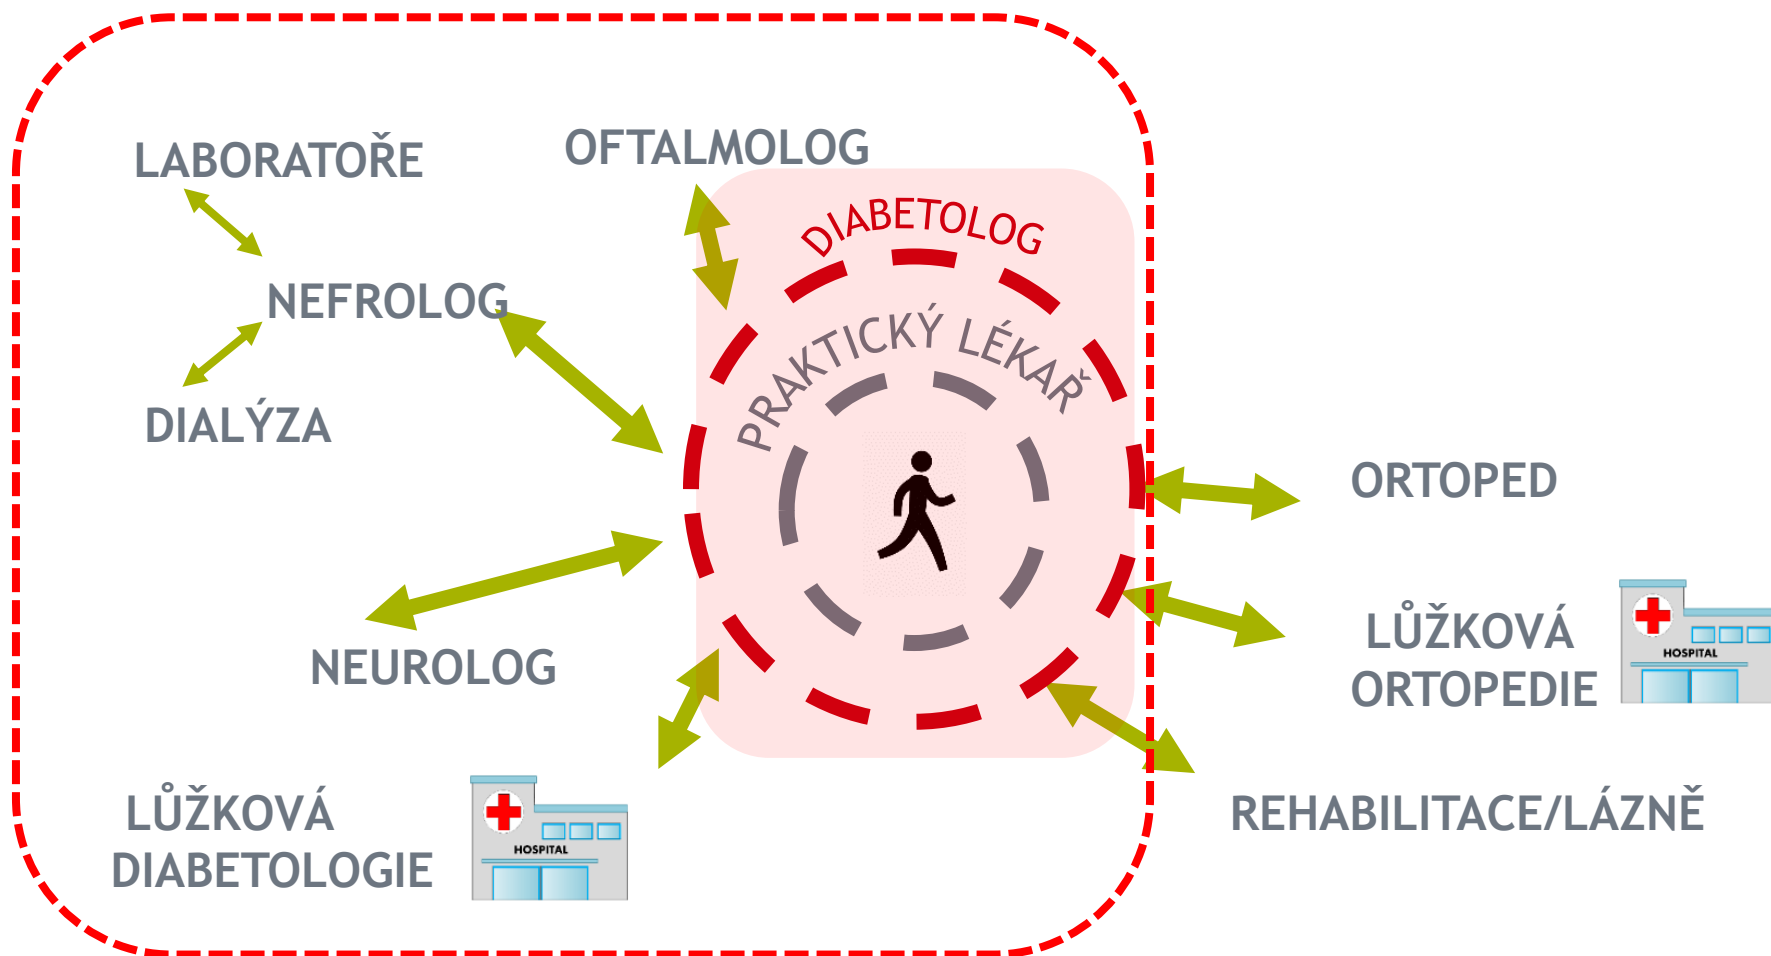 LABORATOŘE
OFTALMOLOG
DIABETOLOG
NEFROLOG
PRAKTICKÝ LÉKAŘ
DIALÝZA
ORTOPED
LŮŽKOVÁ
ORTOPEDIE
HOSPITAL
NEUROLOG
LŮŽKOVÁ
DIABETOLOGIE
HOSPITAL
REHABILITACE/LÁZNĚ